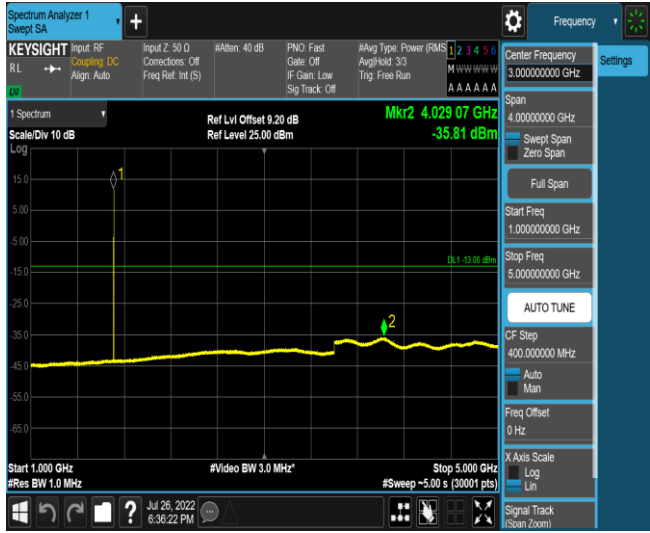 Spectrum Analyzer 1
Swept SA
Frequency
KEYSIGHT
RL
Input: RF
Coupling: DC
Align: Auto
Input Z: 50 Ω
Corrections: Off
Freq Ref: Int (S)
#Atten: 40 dB
PNO: Fast
Gate: Off
IF Gain: Low
Sig Track: Off
#Avg Type: Power (RMS
Avg|Hold: 3/3
Trig: Free Run
1 2 3 4 5 6
M W W W W W
A A A A A A
1 Spectrum
Scale/Div 10 dB
Log
Ref Lvl Offset 9.20 dB
Ref Level 25.00 dBm
Mkr2 4.029 07 GHz
-35.81 dBm
1
15.0
5.00
-5.00
DL1 -13.00 dBm
-15.0
-25.0
2
-35.0
-45.0
-55.0
-65.0
Start 1.000 GHz
#Res BW 1.0 MHz
#Video BW 3.0 MHz*
Stop 5.000 GHz
#Sweep ~5.00 s (30001 pts)
?
Jul 26, 2022
6:36:22 PM
Center Frequency
3.000000000 GHz
Span
4.00000000 GHz
Swept Span
Zero Span
Full Span
Start Freq
1.000000000 GHz
Stop Freq
5.000000000 GHz
AUTO TUNE
CF Step
400.000000 MHz
Auto
Man
Freq Offset
0 Hz
X Axis Scale
Log
Lin
Signal Track
(Span Zoom)
Settings